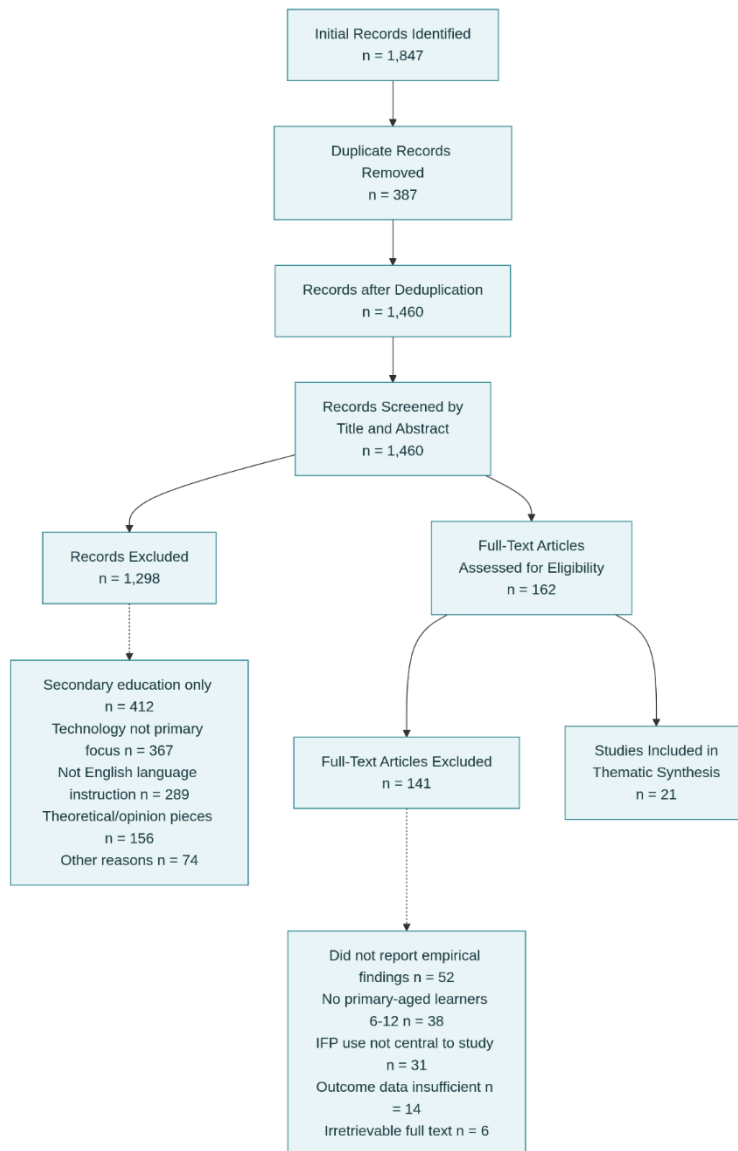 Initial Records Identified
n = 1,847
Duplicate Records
Removed
n = 387
Records after Deduplication
n = 1,460
Records Screened by
Title and Abstract
n = 1,460
Records Excluded
n = 1,298
Full-Text Articles
Assessed for Eligibility
n = 162
Secondary education only
n = 412
Technology not primary
focus n = 367
Not English language
instruction n = 289
Theoretical/opinion pieces
n = 156
Other reasons n = 74
Full-Text Articles Excluded
n = 141
Studies Included in
Thematic Synthesis
n = 21
Did not report empirical
findings n = 52
No primary-aged learners
6-12 n = 38
IFP use not central to study
n = 31
Outcome data insufficient n
= 14
Irretrievable full text n = 6